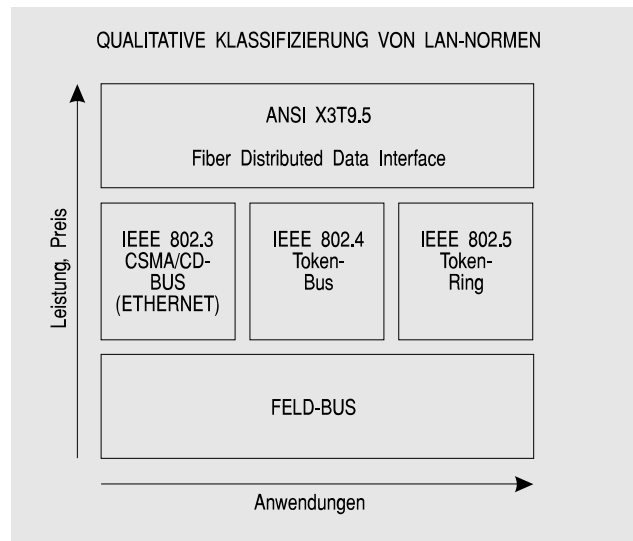 QUALITATIVE KLASSIFIZIERUNG VON LAN-NORMEN
ANSI X3T9.5
Fiber Distributed Data Interface
IEEE 802.3
CSMA/CD-
BUS
(ETHERNET)
IEEE 802.4
Token-
Bus
IEEE 802.5
Token-
Ring
FELD-BUS
Leistung, Preis
Anwendungen